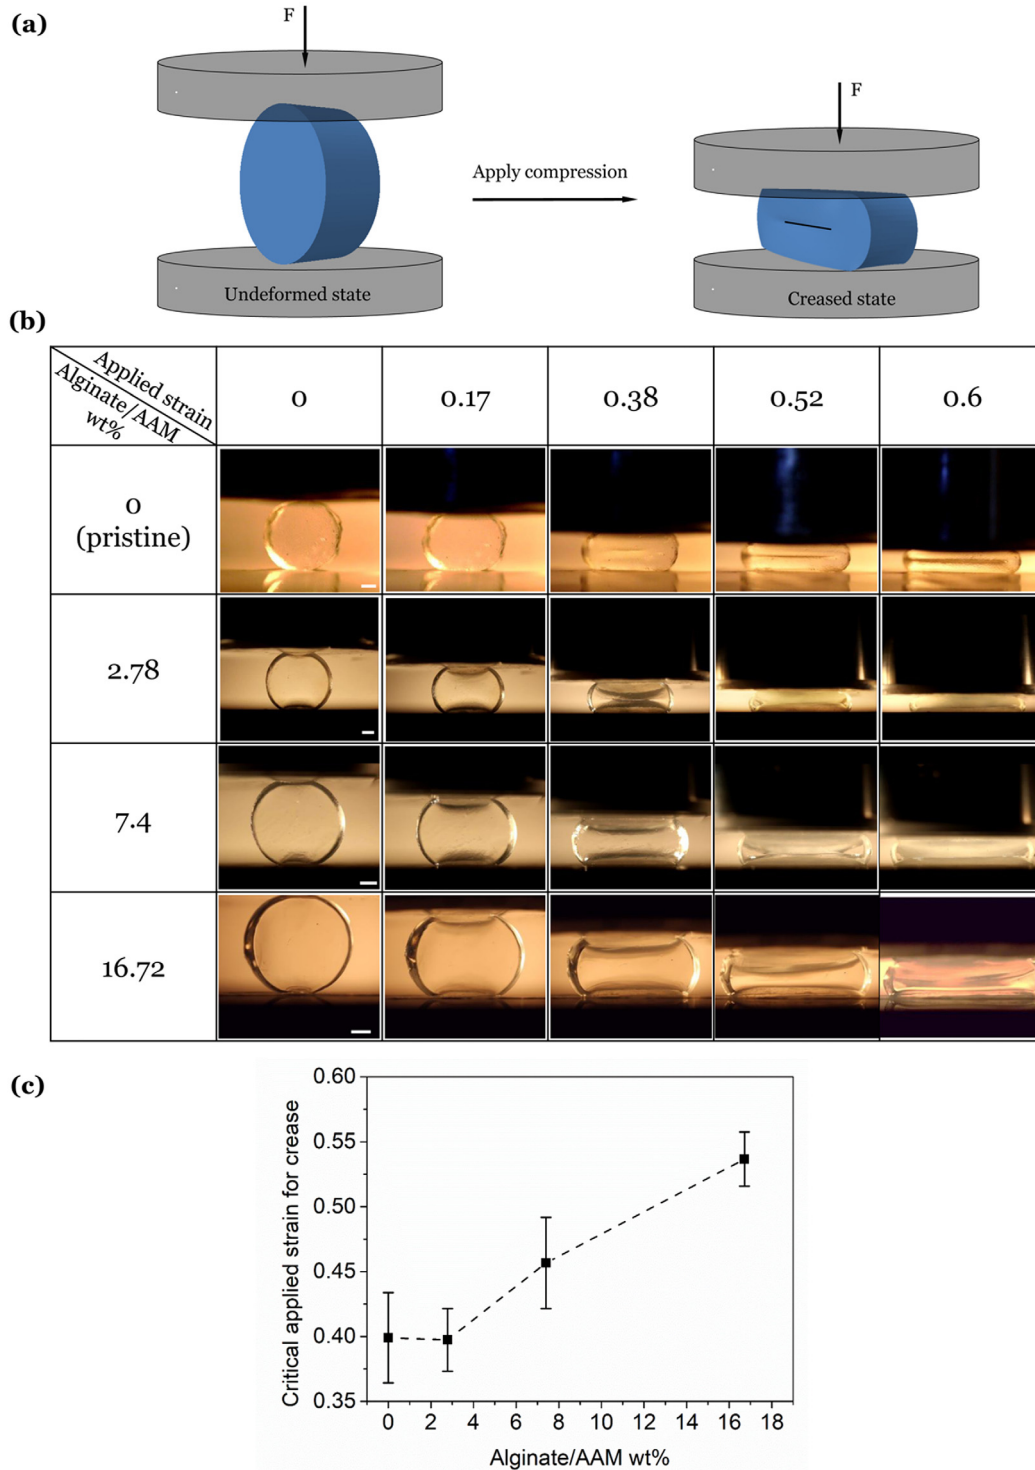 (a)
F
F
Apply compression
Undeformed state
Creased state
(b)
Applied strain
Alginate/AAM
wt%
0
0.17
0.38
0.52
0.6
0
(pristine)
2.78
7.4
16.72
(c)
Critical applied strain for crease
0.60
0.55
0.50
0.45
0.40
0.35
0 2 4 6 8 10 12 14 16 18
Alginate/AAM wt%